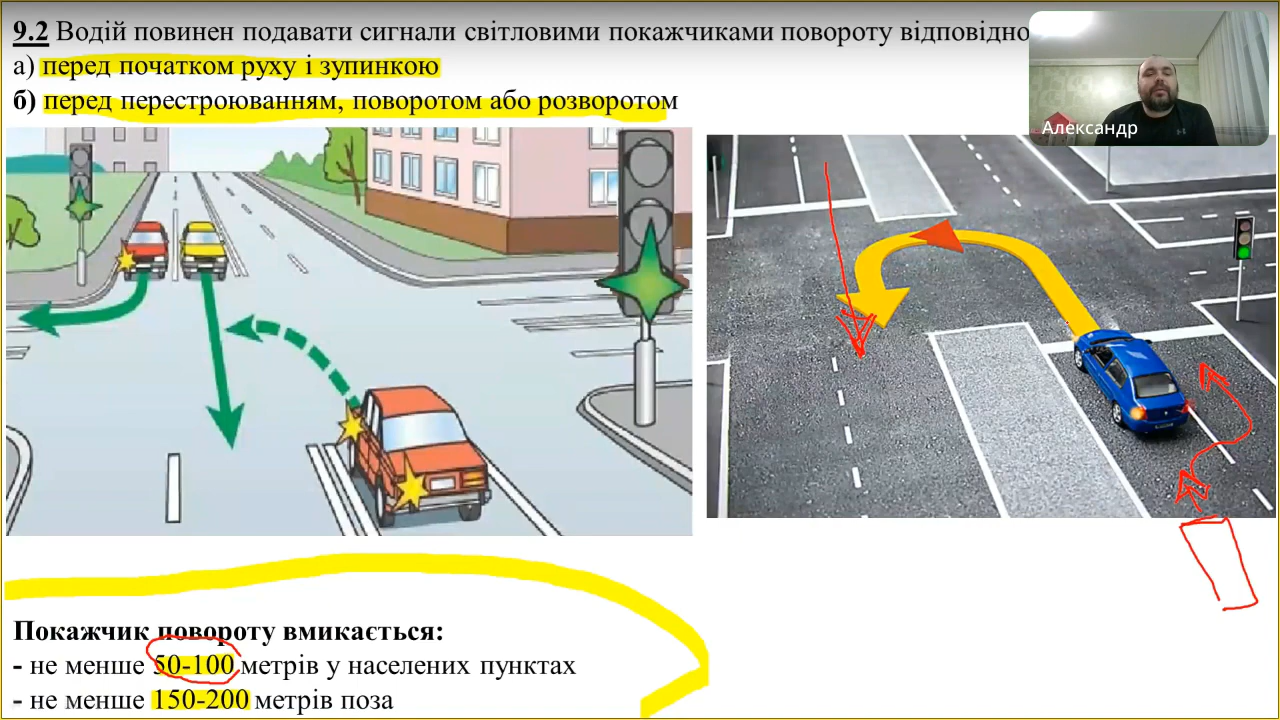 9.2 Водій повинен подавати сигнали світловими покажчиками повороту відповідно
а) перед початком руху і зупинкою
б) перед перестроюванням, поворотом або розворотом
Александр
Покажчик повороту вмикається:
- не менше 50-100 метрів у населених пунктах
- не менше 150-200 метрів поза